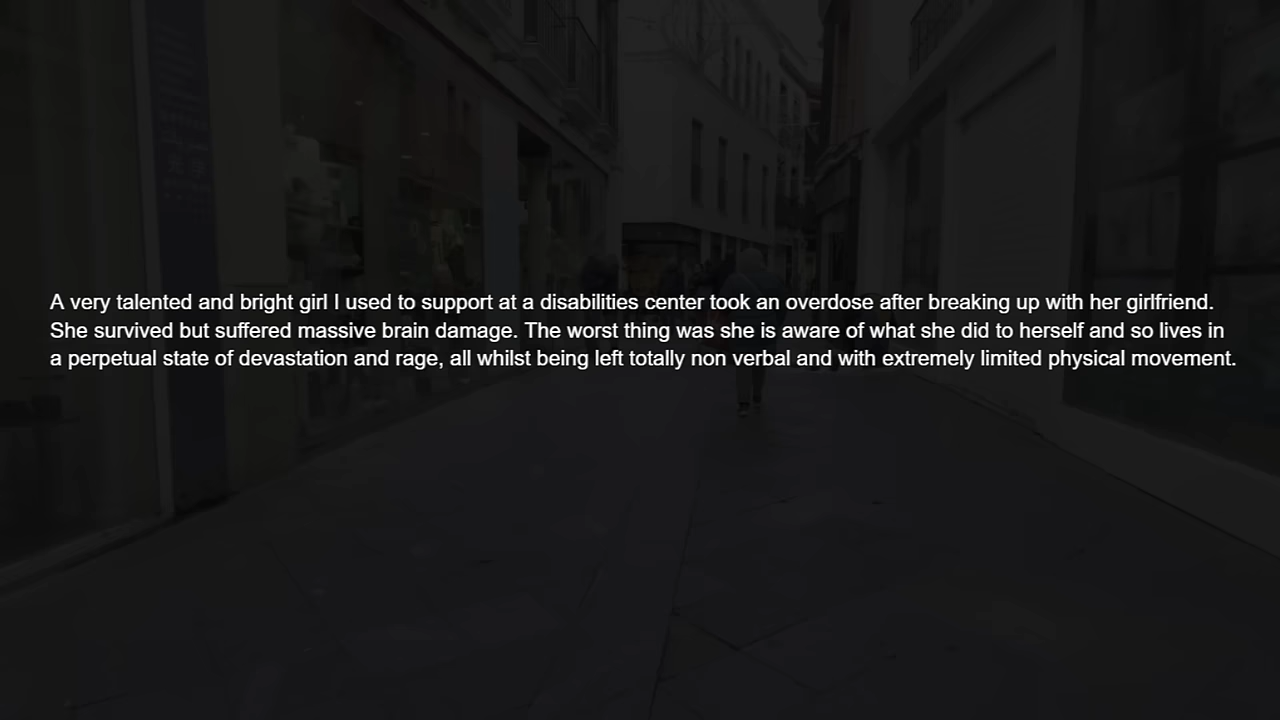 A very talented and bright girl I used to support at a disabilities center took an overdose after breaking up with her girlfriend.
She survived but suffered massive brain damage. The worst thing was she is aware of what she did to herself and so lives in
a perpetual state of devastation and rage, all whilst being left totally non verbal and with extremely limited physical movement.